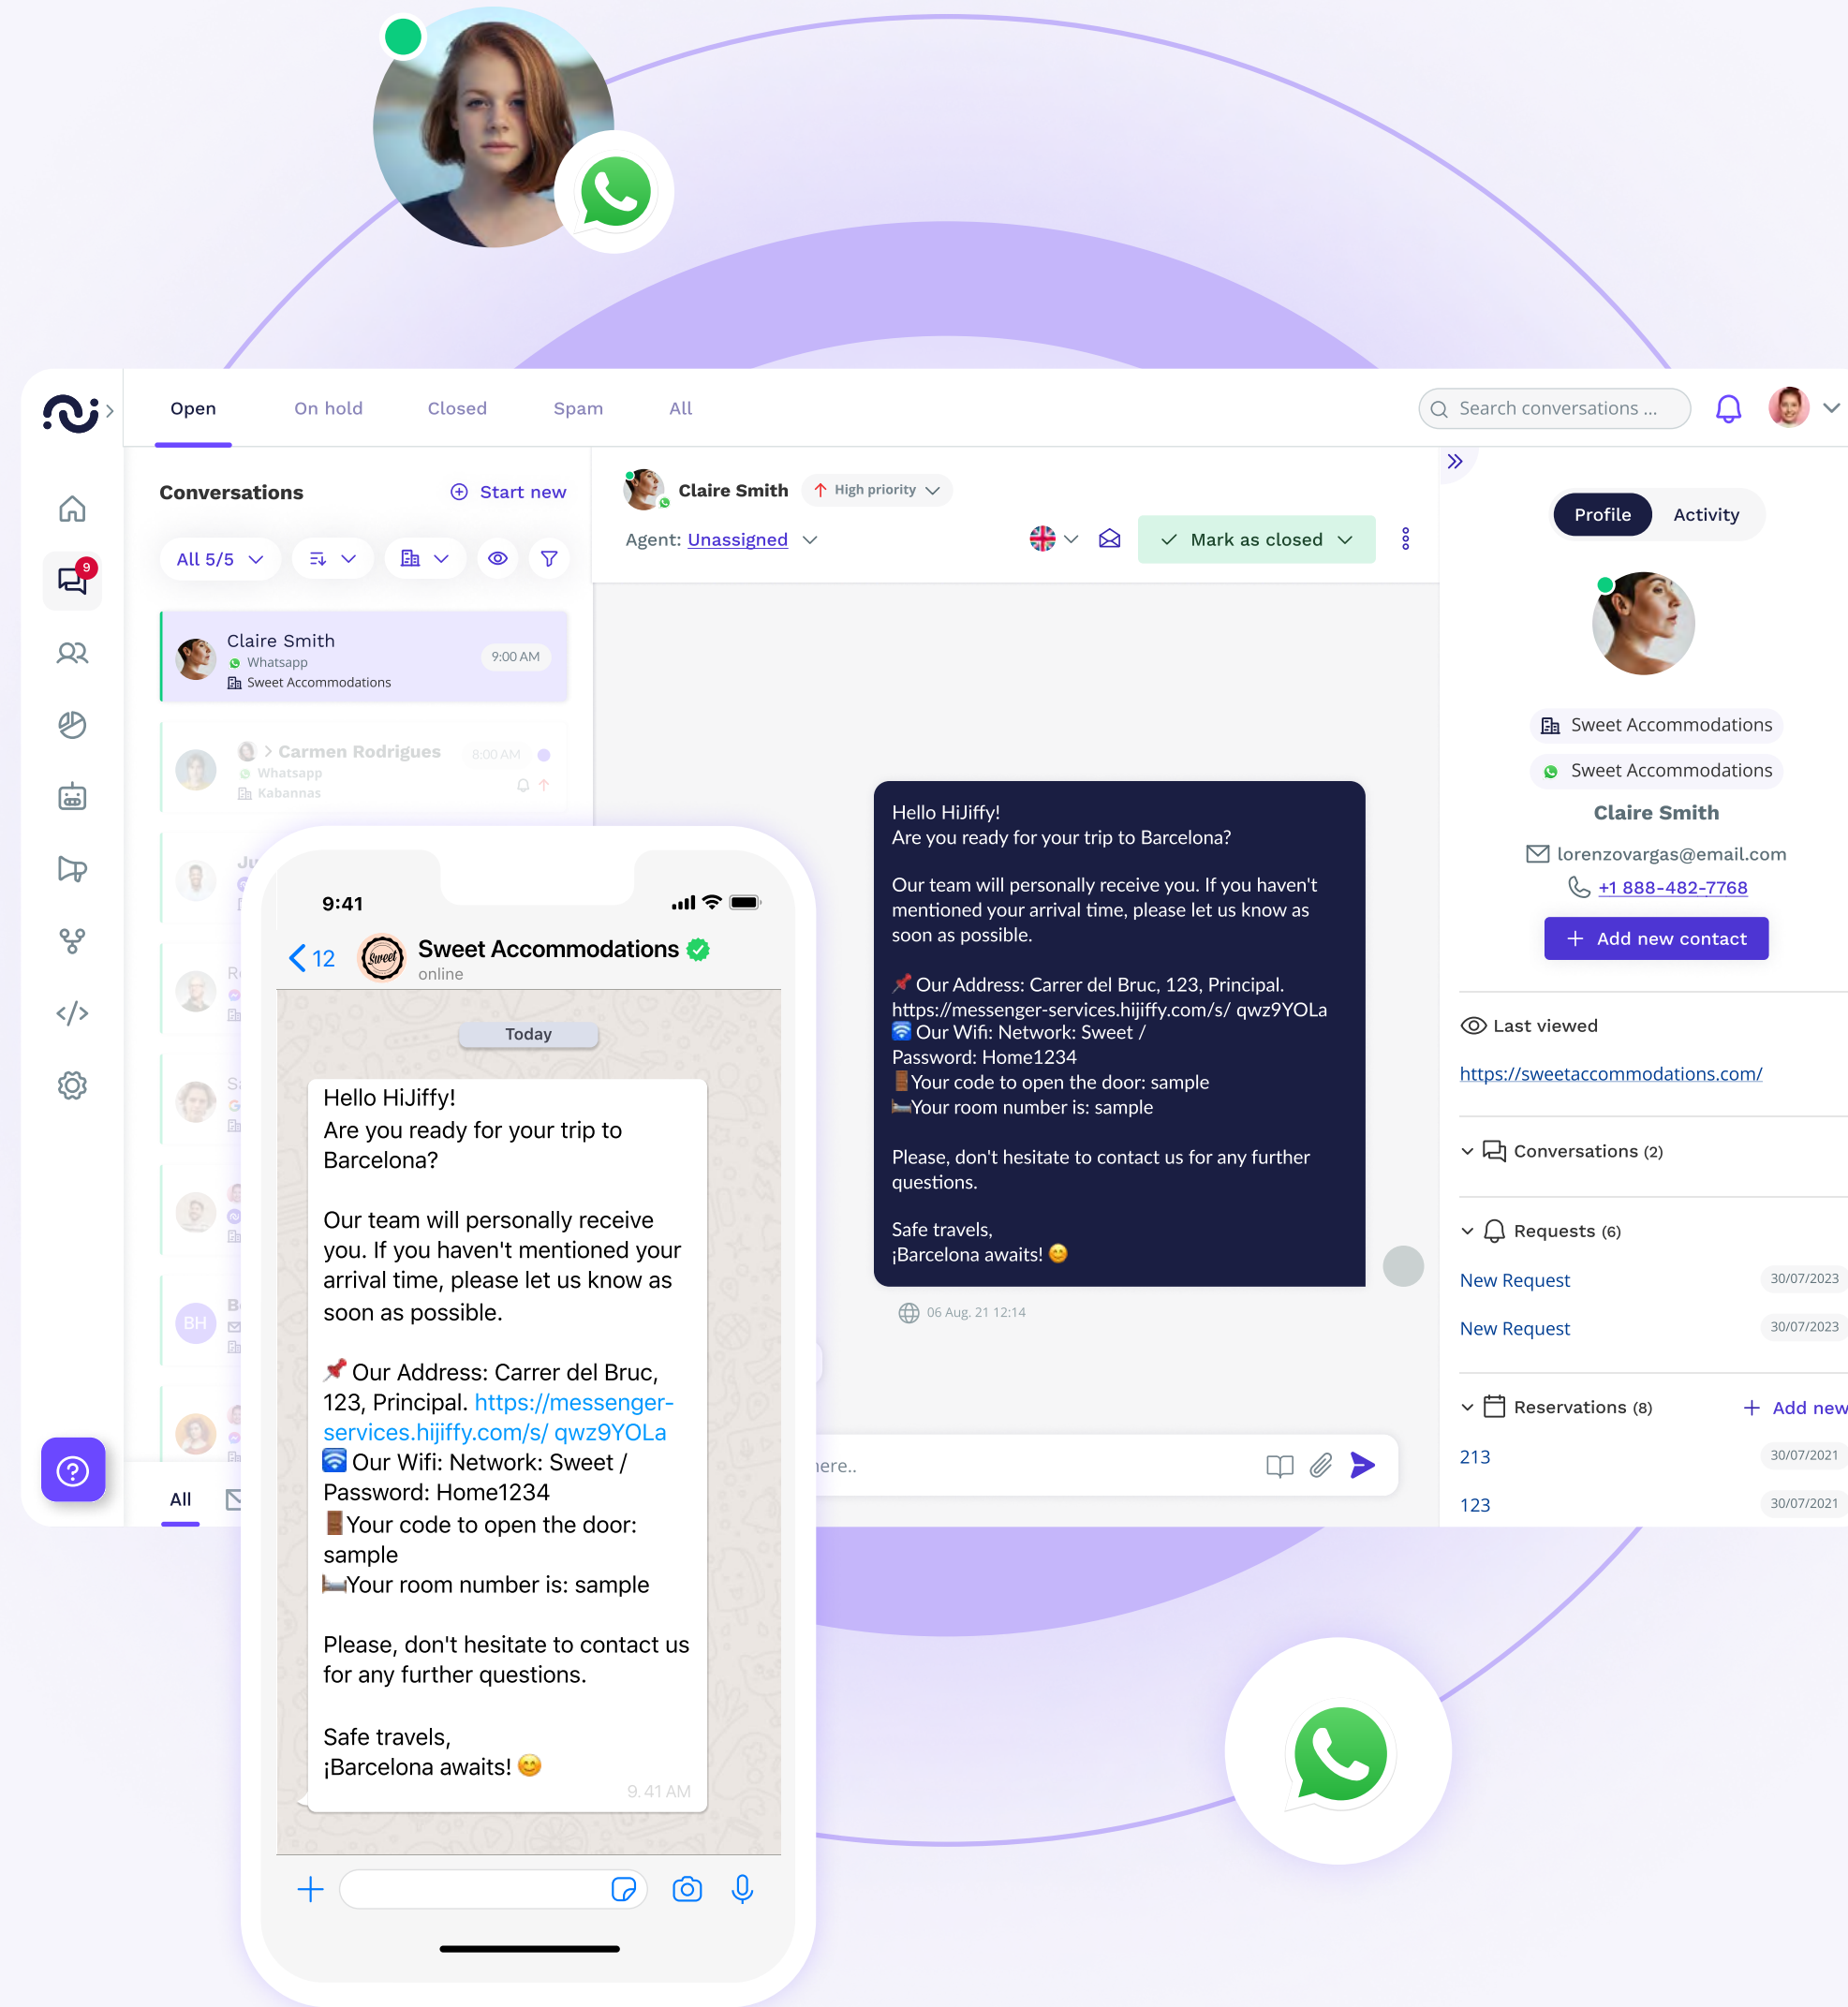 Open
On hold
Closed
Spam
All
Search conversations ...
9
Conversations
Start new
All 5/5
Claire Smith
Whatsapp
Sweet Accommodations
9:00 AM
Carmen Rodrigues
8:00 AM
Whatsapp
Kabannas
BH
All
Claire Smith
High priority
Agent: Unassigned
Mark as closed
Hello HiJiffy!
Are you ready for your trip to Barcelona?
Our team will personally receive you. If you haven't
mentioned your arrival time, please let us know as
soon as possible.
📌 Our Address: Carrer del Bruc, 123, Principal.
https://messenger-services.hijiffy.com/s/ qwz9YOLa
🛜 Our Wifi: Network: Sweet /
Password: Home1234
🚪Your code to open the door: sample
🛏Your room number is: sample
Please, don't hesitate to contact us for any further
questions.
Safe travels,
¡Barcelona awaits! 😊
06 Aug. 21 12:14
here..
Profile
Activity
Sweet Accommodations
Sweet Accommodations
Claire Smith
lorenzovargas@email.com
+1 888-482-7768
Add new contact
Last viewed
https://sweetaccommodations.com/
Conversations (2)
Requests (6)
New Request
30/07/2023
New Request
30/07/2023
Reservations (8)
Add new
213
30/07/2021
123
30/07/2021
9:41
12
Sweet
Sweet Accommodations
online
Today
Hello HiJiffy!
Are you ready for your trip to
Barcelona?
Our team will personally receive
you. If you haven't mentioned your
arrival time, please let us know as
soon as possible.
📌 Our Address: Carrer del Bruc,
123, Principal. https://messenger-
services.hijiffy.com/s/ qwz9YOLa
🛜 Our Wifi: Network: Sweet /
Password: Home1234
🚪Your code to open the door:
sample
🛏Your room number is: sample
Please, don't hesitate to contact us
for any further questions.
Safe travels,
¡Barcelona awaits! 😊
9.41 AM